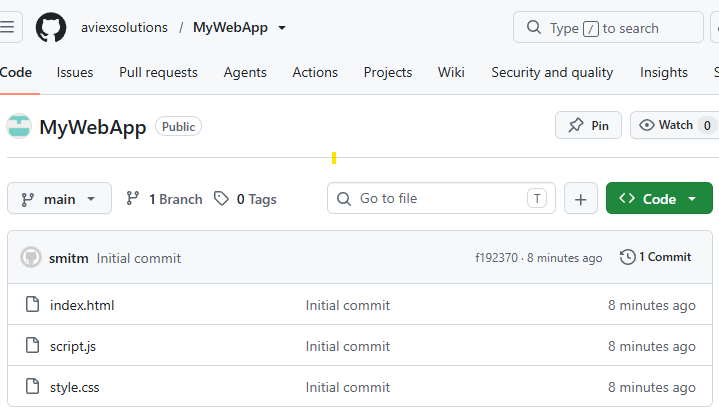 aviexsolutions / MyWebApp Type / to search
Code Issues Pull requests Agents Actions Projects Wiki Security and quality Insights
MyWebApp Public Pin Watch 0
main 1 Branch 0 Tags Go to file T + Code
smitm Initial commit f192370 · 8 minutes ago 1 Commit
index.html Initial commit 8 minutes ago
script.js Initial commit 8 minutes ago
style.css Initial commit 8 minutes ago